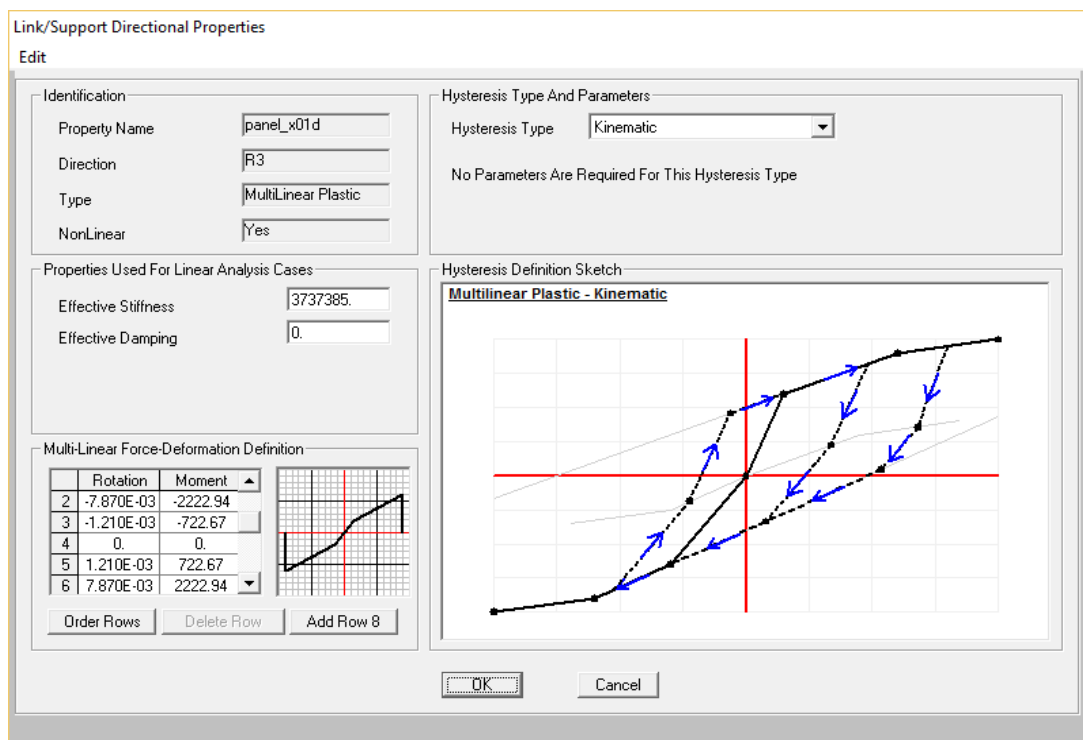 Link/Support Directional Properties
Edit
Identification
Property Name panel_x01d
Direction R3
Type MultiLinear Plastic
NonLinear Yes
Hysteresis Type And Parameters
Hysteresis Type Kinematic
No Parameters Are Required For This Hysteresis Type
Properties Used For Linear Analysis Cases
Effective Stiffness 3737385.
Effective Damping 0.
Hysteresis Definition Sketch
Multilinear Plastic - Kinematic
Multi-Linear Force-Deformation Definition
Rotation Moment
2 -7.870E-03 -2222.94
3 -1.210E-03 -722.67
4 0. 0.
5 1.210E-03 722.67
6 7.870E-03 2222.94
Order Rows Delete Row Add Row 8
OK Cancel